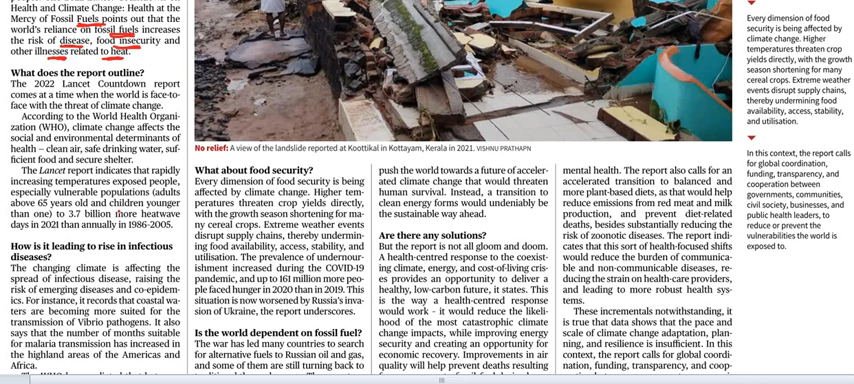 Health and Climate Change: Health at the
Mercy of Fossil Fuels points out that the
world's reliance on fossil fuels increases
the risk of disease, food insecurity and
other illnesses related to heat.
What does the report outline?
The 2022 Lancet Countdown report
comes at a time when the world is face-to-
face with the threat of climate change.
According to the World Health Organi-
zation (WHO), climate change affects the
social and environmental determinants of
health – clean air, safe drinking water, suf-
ficient food and secure shelter.
The Lancet report indicates that rapidly
increasing temperatures exposed people,
especially vulnerable populations (adults
above 65 years old and children younger
than one) to 3.7 billion more heatwave
days in 2021 than annually in 1986-2005.
How is it leading to rise in infectious
diseases?
The changing climate is affecting the
spread of infectious disease, raising the
risk of emerging diseases and co-epidem-
ics. For instance, it records that coastal wa-
ters are becoming more suited for the
transmission of Vibrio pathogens. It also
says that the number of months suitable
for malaria transmission has increased in
the highland areas of the Americas and
Africa.
No relief: A view of the landslide reported at Koottikal in Kottayam, Kerala in 2021. VISHNU PRATHAPN
What about food security?
Every dimension of food security is being
affected by climate change. Higher tem-
peratures threaten crop yields directly,
with the growth season shortening for ma-
ny cereal crops. Extreme weather events
disrupt supply chains, thereby undermin-
ing food availability, access, stability, and
utilisation. The prevalence of undernour-
ishment increased during the COVID-19
pandemic, and up to 161 million more peo-
ple faced hunger in 2020 than in 2019. This
situation is now worsened by Russia's inva-
sion of Ukraine, the report underscores.
Is the world dependent on fossil fuel?
The war has led many countries to
search for alternative fuels to Russian oil and gas,
and some of them are still turning back to
push the world towards a future of acceler-
ated climate change that would threaten
human survival. Instead, a transition to
clean energy forms would undeniably be
the sustainable way ahead.
Are there any solutions?
But the report is not all gloom and doom.
A health-centred response to the coexist-
ing climate, energy, and cost-of-living cris-
es provides an opportunity to deliver a
healthy, low-carbon future, it states. This
is the way a health-centred response
would work - it would reduce the likeli-
hood of the most catastrophic climate
change impacts, while improving energy
security and creating an opportunity for
economic recovery. Improvements in air
quality will help prevent deaths resulting
mental health. The report also calls for an
accelerated transition to balanced and
more plant-based diets, as that would help
reduce emissions from red meat and milk
production, and prevent diet-related
deaths, besides substantially reducing the
risk of zoonotic diseases. The report indi-
cates that this sort of health-focused shifts
would reduce the burden of communica-
ble and non-communicable diseases, re-
ducing the strain on health-care providers,
and leading to more robust health sys-
tems.
These increments notwithstanding, it
is true that data shows that the pace and
scale of climate change adaptation, plan-
ning, and resilience is insufficient. In this
context, the report calls for global coordi-
nation, funding, transparency, and coop-
Every dimension of food
security is being affected by
climate change. Higher
temperatures threaten crop
yields directly, with the growth
season shortening for many
cereal crops. Extreme weather
events disrupt supply chains,
thereby undermining food
availability, access, stability,
and utilisation.
In this context, the report calls
for global coordination,
funding, transparency, and
cooperation between
governments, communities,
civil society, businesses, and
public health leaders, to
reduce or prevent the
vulnerabilities the world is
exposed to.